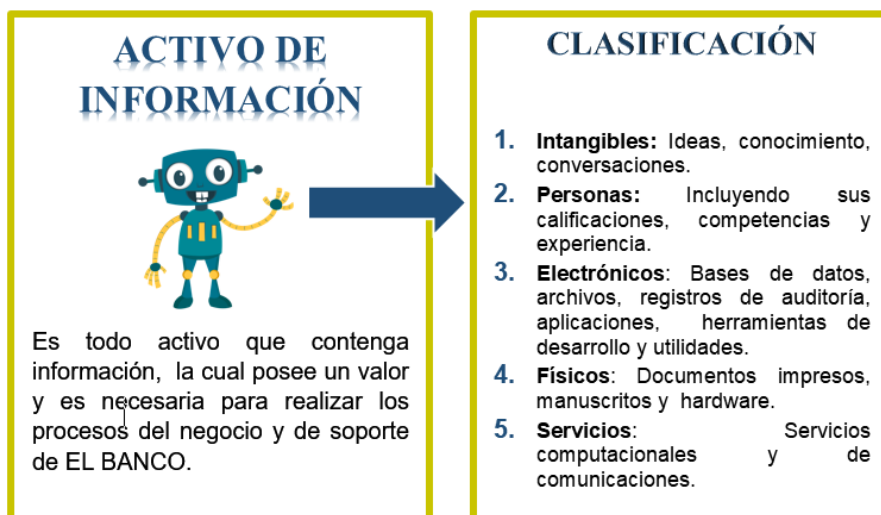 ACTIVO DE
INFORMACIÓN
Es todo activo que contenga
información, la cual posee un valor
y es necesaria para realizar los
procesos del negocio y de soporte
de EL BANCO.
CLASIFICACIÓN
1. Intangibles: Ideas, conocimiento,
conversaciones.
2. Personas: Incluyendo sus
calificaciones, competencias y
experiencia.
3. Electrónicos: Bases de datos,
archivos, registros de auditoría,
aplicaciones, herramientas de
desarrollo y utilidades.
4. Físicos: Documentos impresos,
manuscritos y hardware.
5. Servicios: Servicios
computacionales y de
comunicaciones.